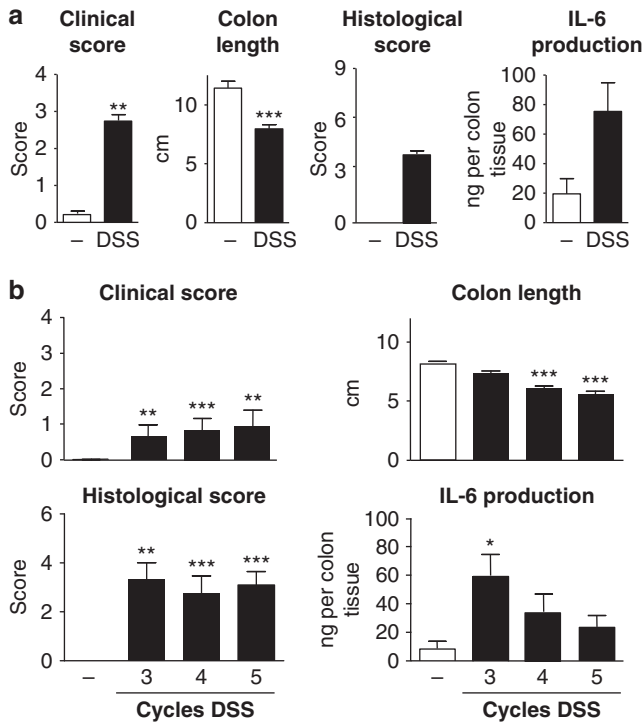 a
Clinical score
Colon length
Histological score
IL-6 production
Score
4
3
2
1
0
**
– DSS
cm
10
5
0
***
– DSS
Score
9
6
3
0
– DSS
ng per colon tissue
100
80
60
40
20
0
– DSS
b
Clinical score
Score
4
3
2
1
0
** *** **
Colon length
cm
10
5
0
*** ***
Histological score
Score
6
4
2
0
** *** ***
– 3 4 5
Cycles DSS
IL-6 production
ng per colon tissue
100
80
60
40
20
0
*
– 3 4 5
Cycles DSS